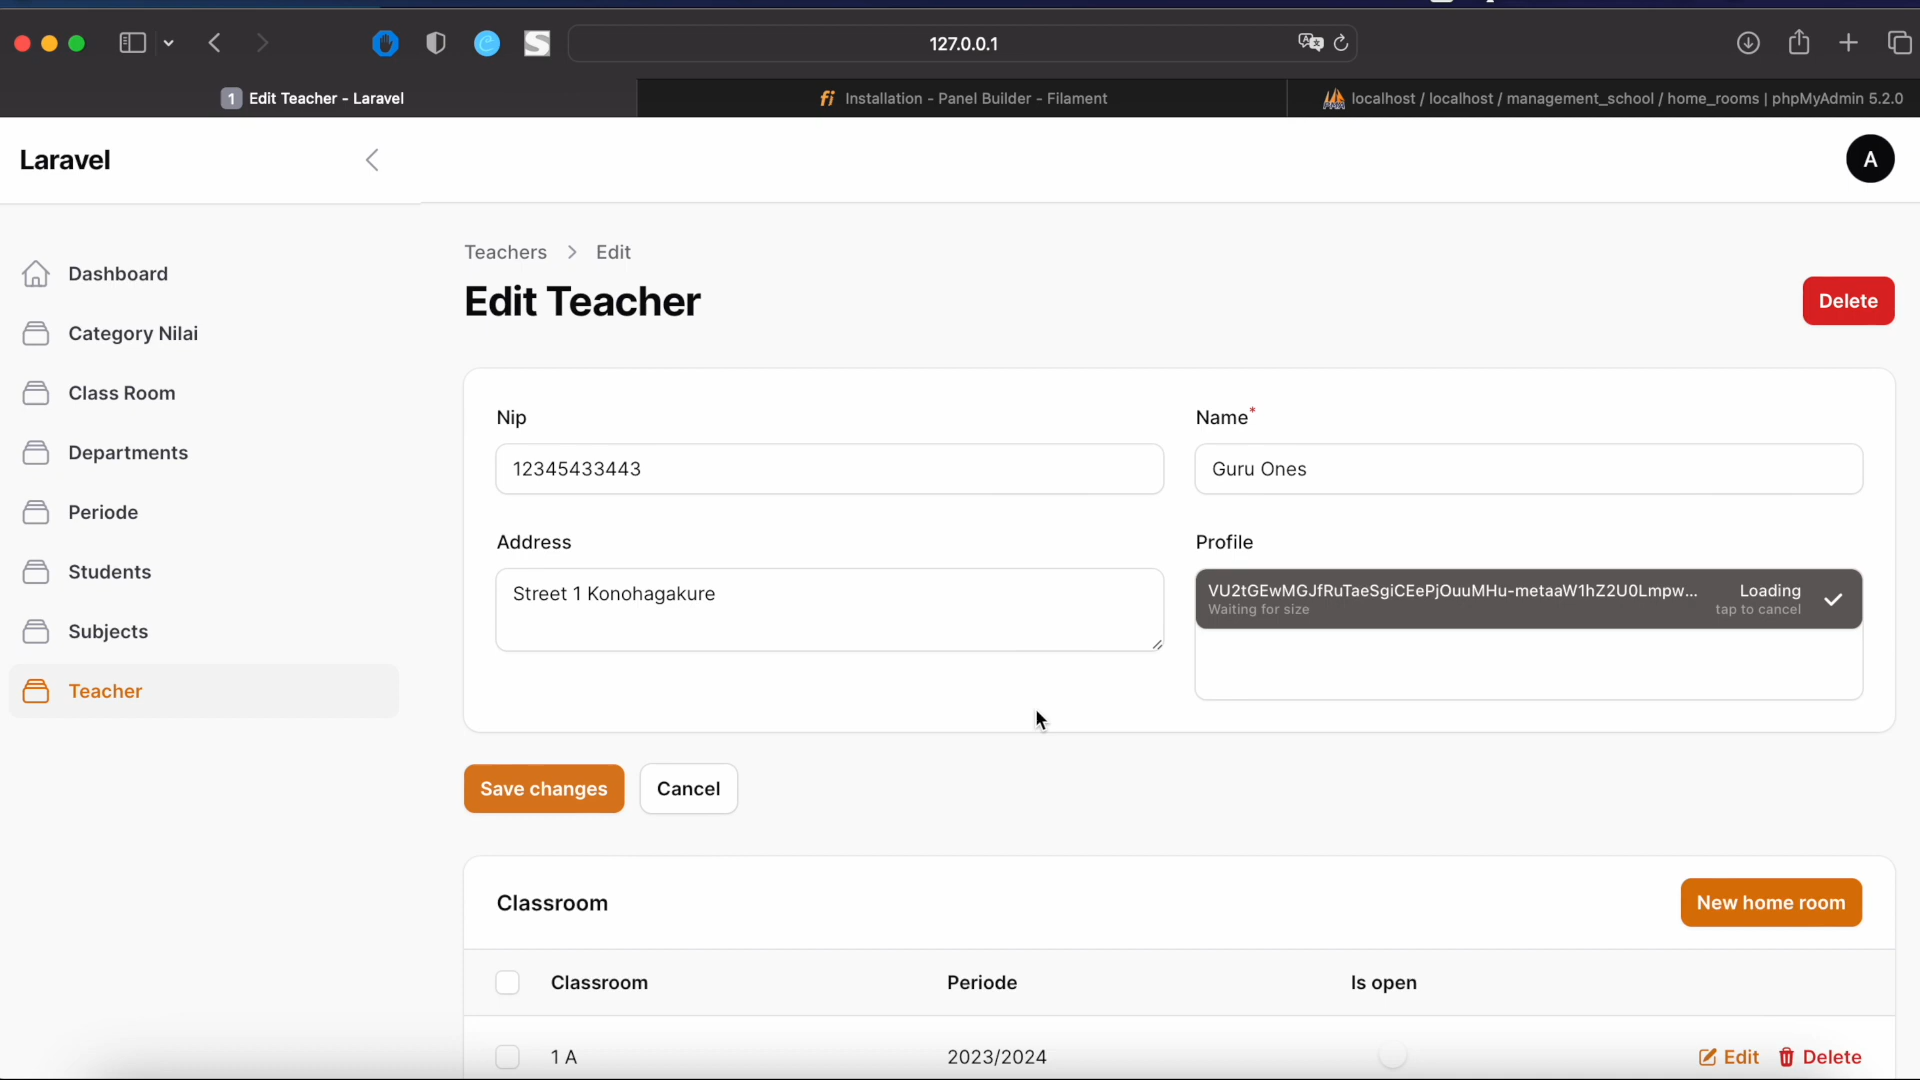 127.0.0.1
1 Edit Teacher - Laravel
Installation - Panel Builder - Filament
localhost / localhost / management_school / home_rooms | phpMyAdmin 5.2.0
Laravel
A
Dashboard
Category Nilai
Class Room
Departments
Periode
Students
Subjects
Teacher
Teachers > Edit
Edit Teacher
Delete
Nip
12345433443
Name*
Guru Ones
Address
Street 1 Konohagakure
Profile
VU2tGEwMGJfRuTaeSgiCEePjOuuMHu-metaaW1hZ2U0Lmpw...
Waiting for size
Loading
tap to cancel
Save changes
Cancel
Classroom
New home room
Classroom Periode Is open
1 A 2023/2024 Edit Delete